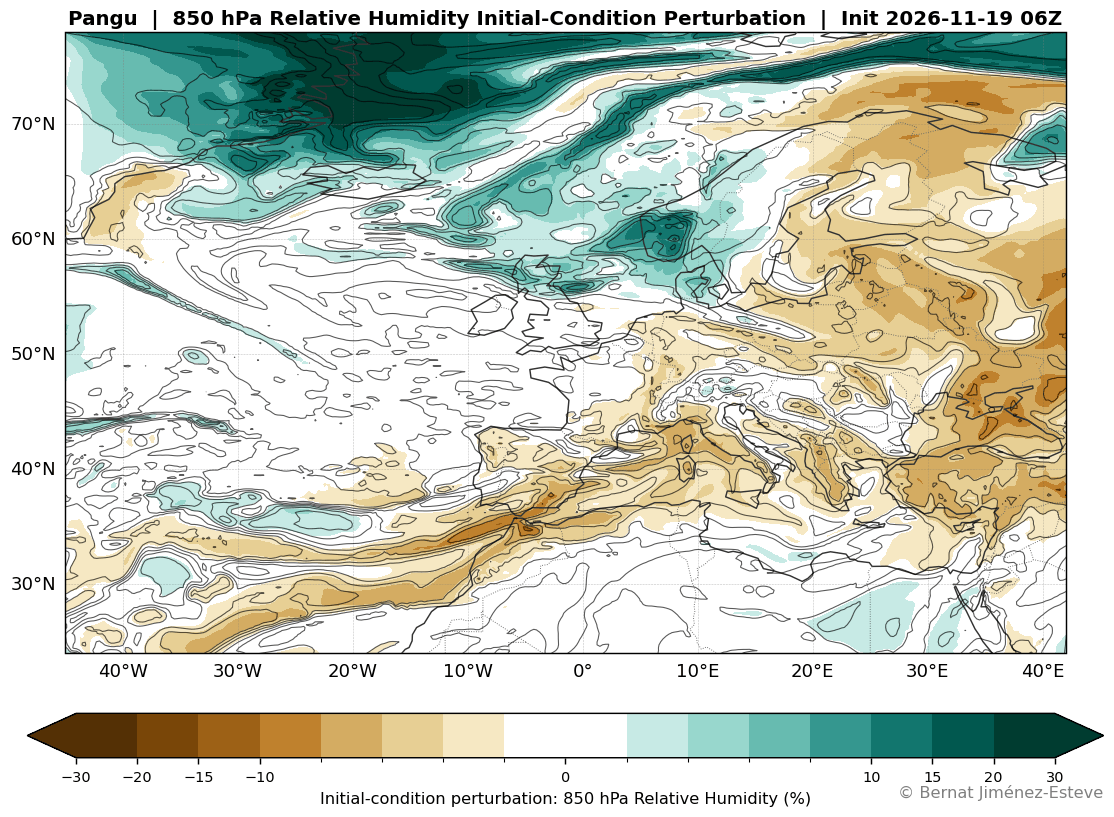 Pangu | 850 hPa Relative Humidity Initial-Condition Perturbation | Init 2026-11-19 06Z
70°N
60°N
50°N
40°N
30°N
40°W 30°W 20°W 10°W 0° 10°E 20°E 30°E 40°E
−30 −20 −15 −10 0 10 15 20 30
Initial-condition perturbation: 850 hPa Relative Humidity (%)
© Bernat Jiménez-Esteve